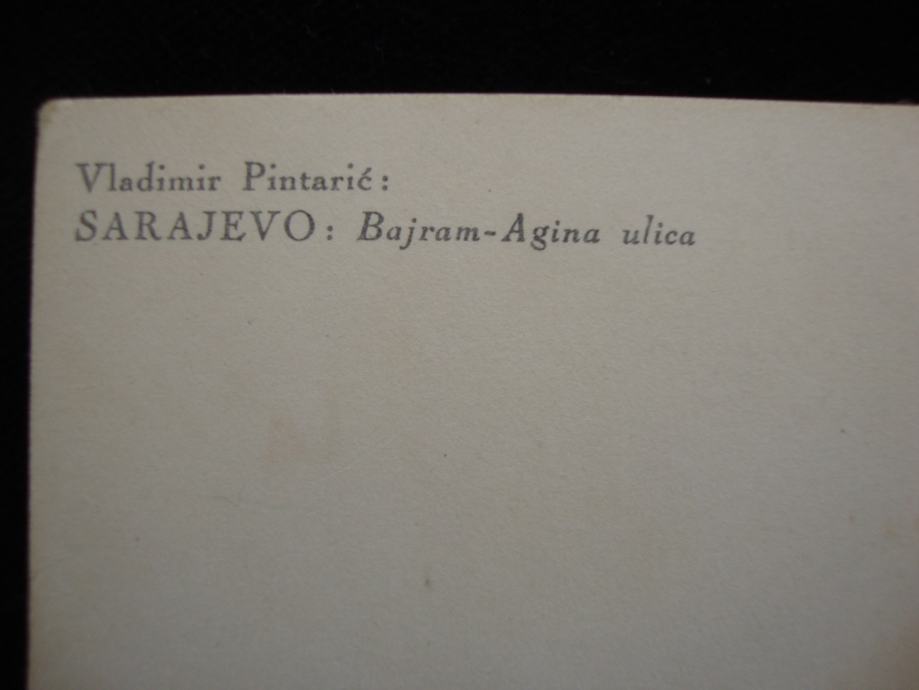 Vladimir Pintarić:
SARAJEVO: Bajram-Agina ulica